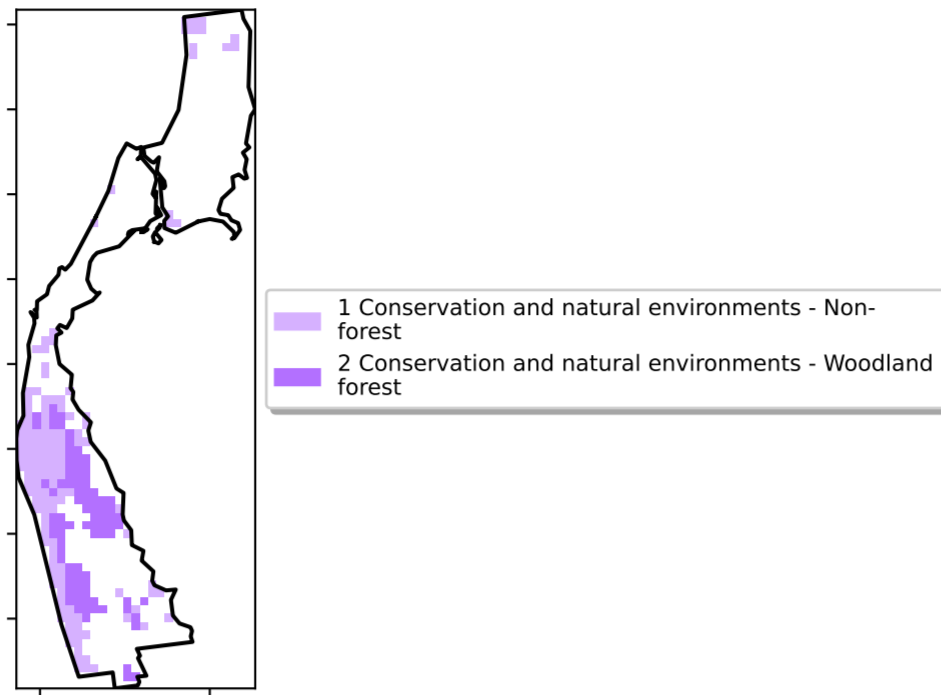 1 Conservation and natural environments - Non-
forest
2 Conservation and natural environments - Woodland
forest